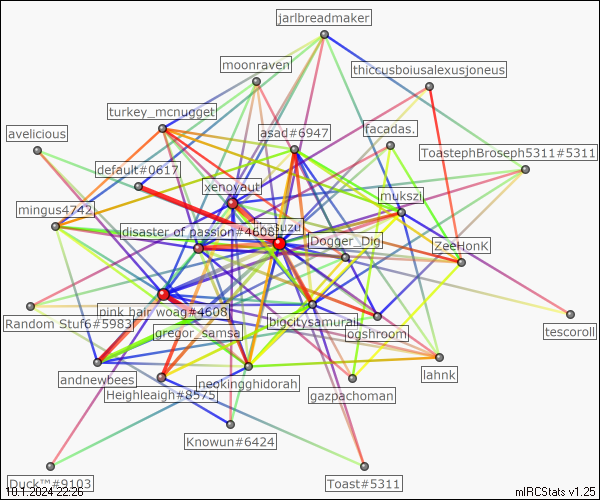 jarlbreadmaker
moonraven
thiccusboiusalexusjoneus
turkey_mcnugget
avelicious
asad#6947
facadas.
ToastephBroseph5311#5311
default#0617
xenoyaut
mukszi
mingus4742
disaster of passion#4608
suzu
Dogger_Dig
ZeeHonK
pink hair woag#4608
Random Stuf6#5983
gregor_samsa
bigcitysamurai
ogshroom
tescoroll
andnewbees
Heighleigh#8575
neokingghidorah
gazpachoman
lahnk
Knowun#6424
Duck™#9103
Toast#5311
10.1.2024 22:26
mIRCStats v1.25